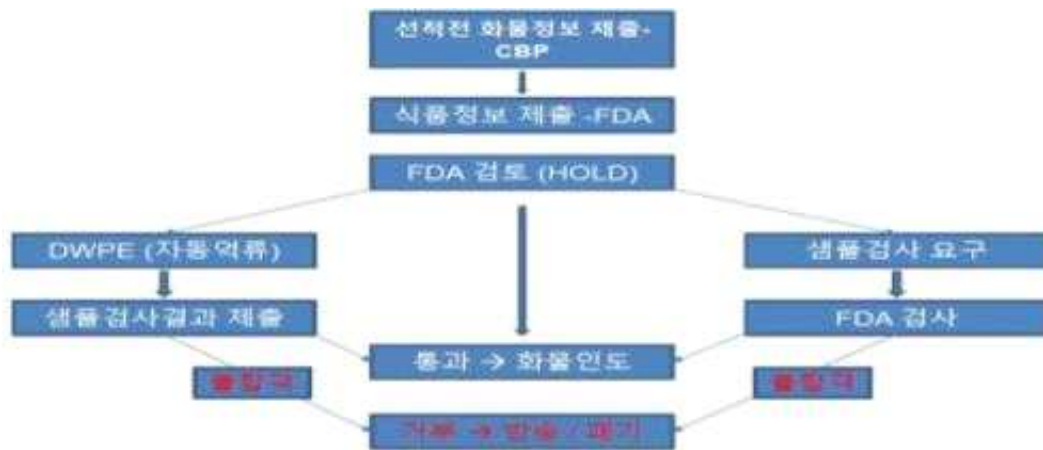 선적전 화물정보 제출-
CBP
식품정보 제출 -FDA
FDA 검토 (HOLD)
DWPE (자동억류)
샘플검사 요구
샘플검사결과 제출
FDA 검사
통과 → 화물인도
불합격
불합격
거부 → 반송 / 폐기